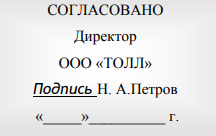 СОГЛАСОВАНО
Директор
ООО «ТОЛЛ»
Подпись Н. А.Петров
«_____»__________ г.